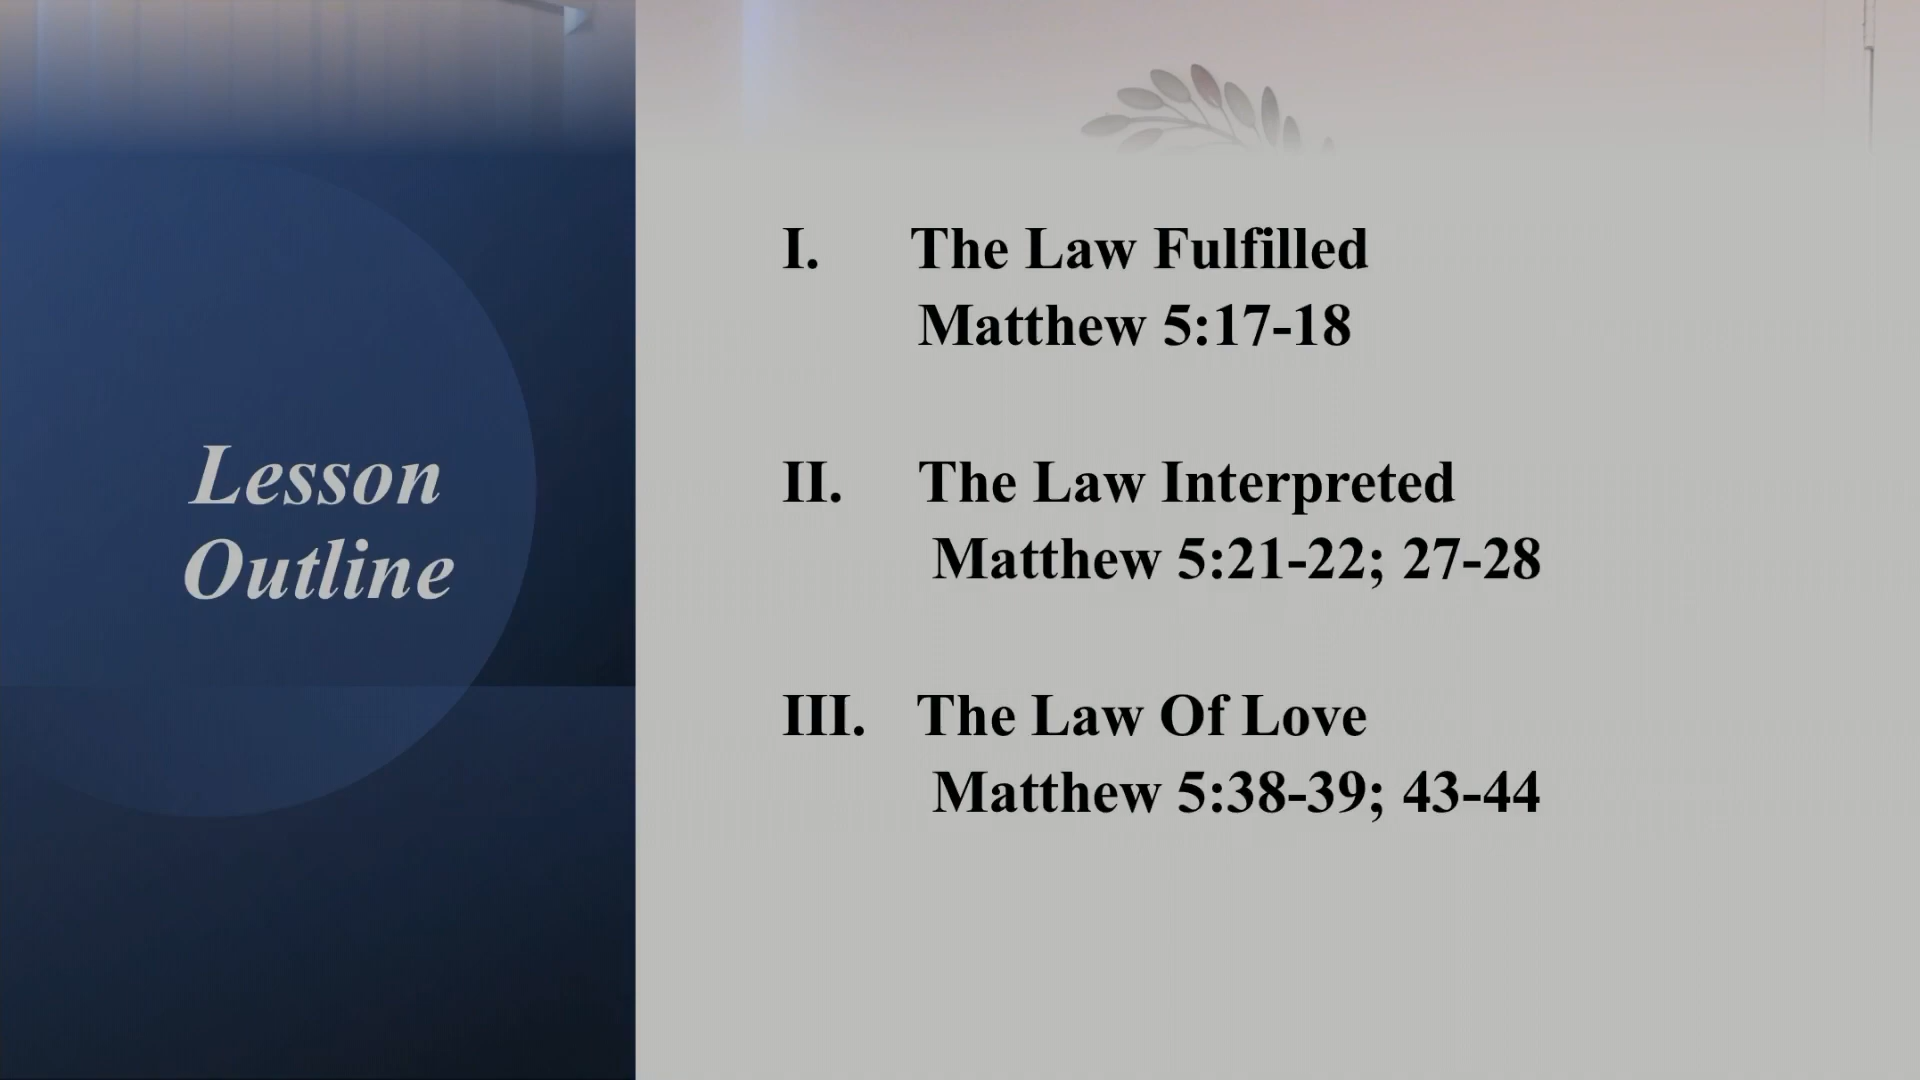 Lesson
Outline
I. The Law Fulfilled
Matthew 5:17-18
II. The Law Interpreted
Matthew 5:21-22; 27-28
III. The Law Of Love
Matthew 5:38-39; 43-44